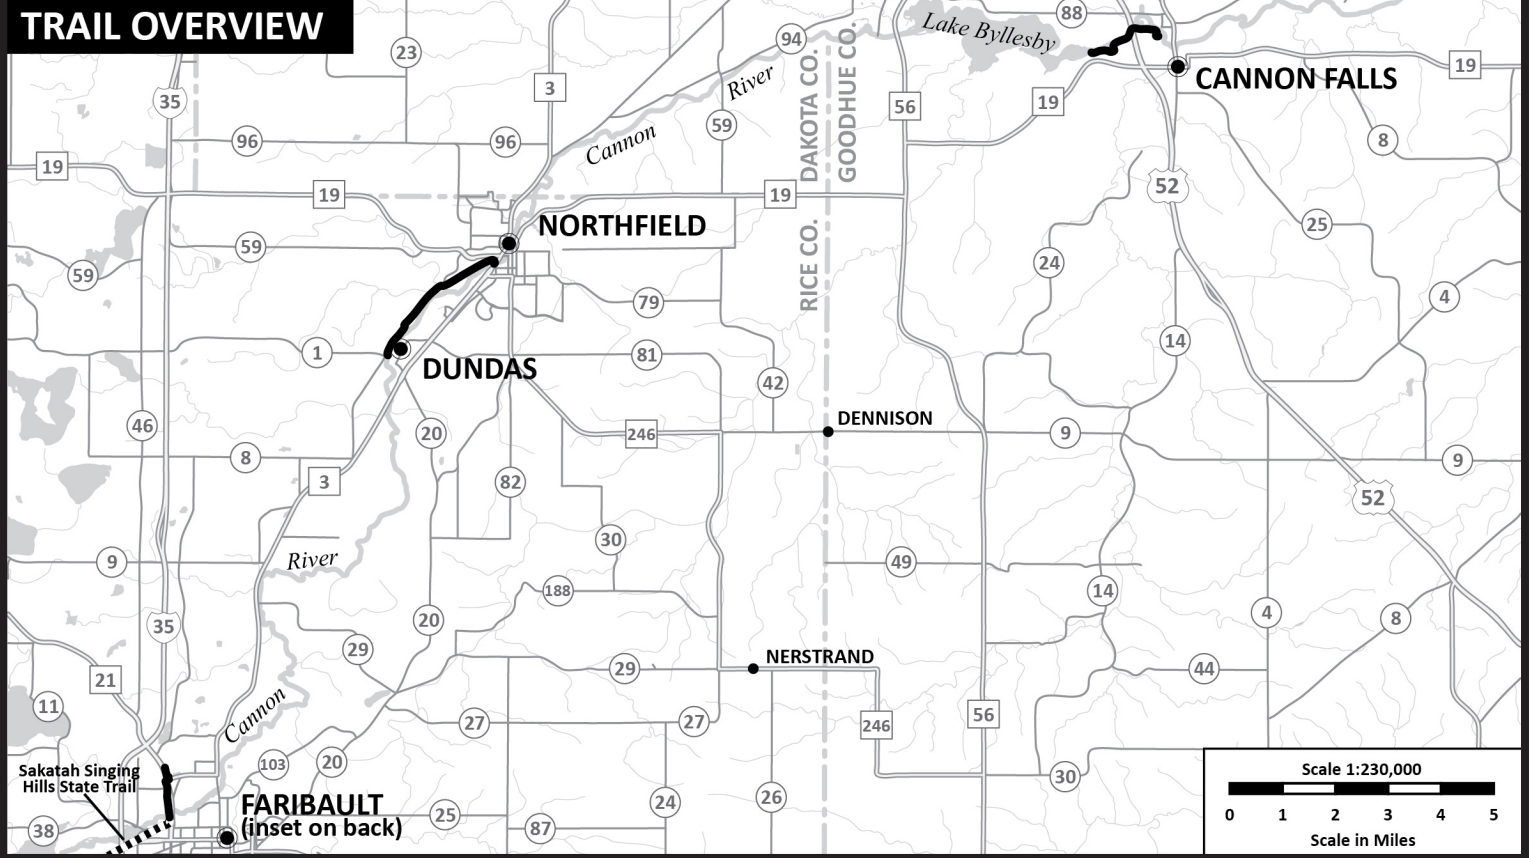 TRAIL OVERVIEW
88
Lake Byllesby
23
94
River
DAKOTA CO.
GOODHUE CO.
19
CANNON FALLS
35
3
56
19
59
Cannon
8
96
96
19
19
19
52
NORTHFIELD
25
59
59
RICE CO.
24
4
79
1
81
14
DUNDAS
42
DENNISON
46
20
246
9
8
9
3
82
52
30
River
9
49
188
14
35
20
4
8
29
NERSTRAND
29
44
21
11
Cannon
27
27
246
56
Sakatah Singing
Hills State Trail
103
20
30
Scale 1:230,000
FARIBAULT
(inset on back)
25
24
26
38
87
0 1 2 3 4 5
Scale in Miles